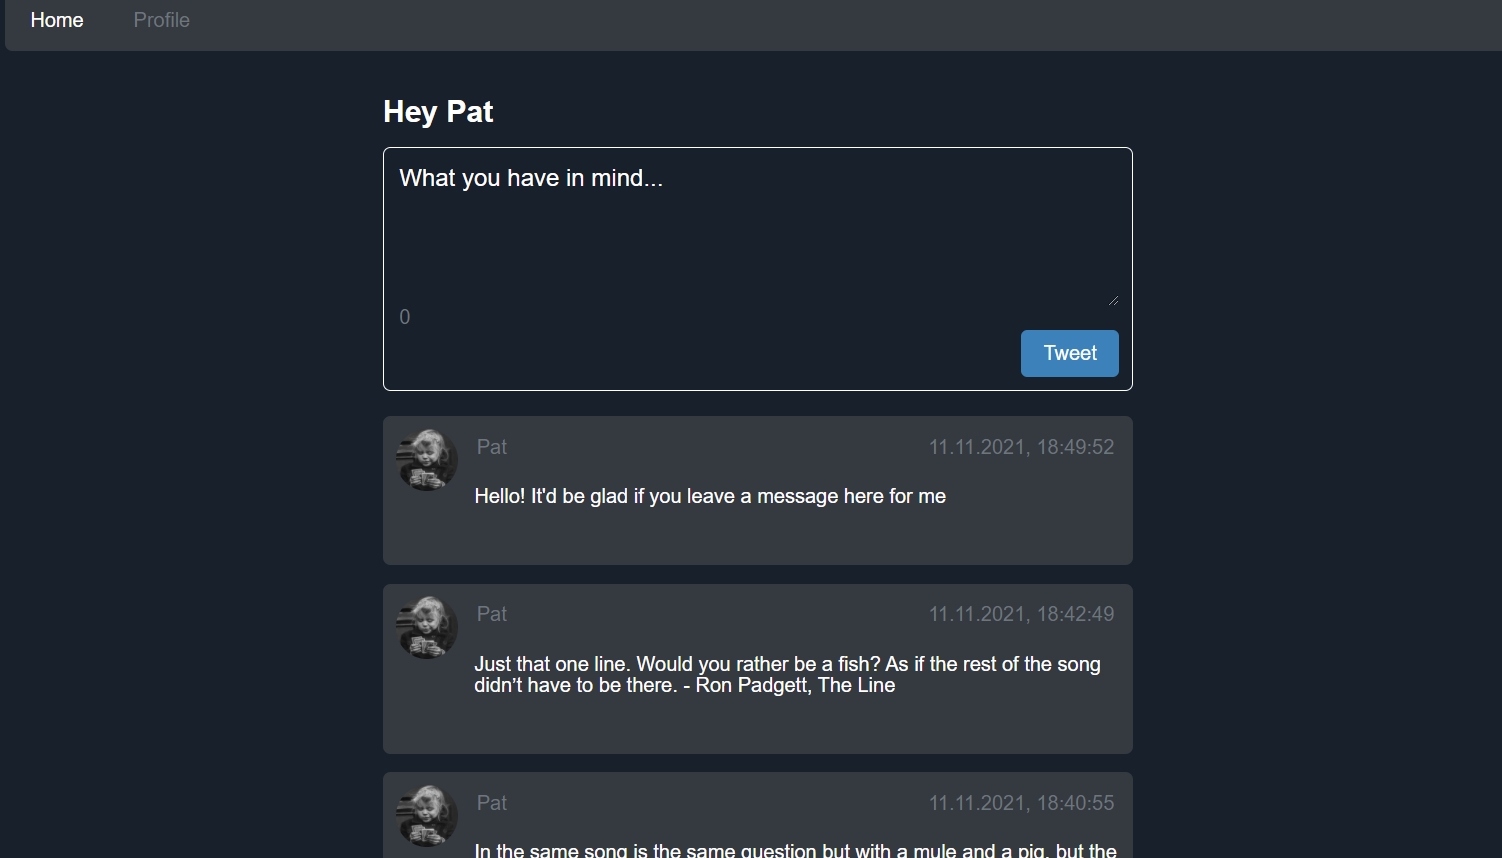 Home Profile
Hey Pat
What you have in mind...
0
Tweet
Pat 11.11.2021, 18:49:52
Hello! It'd be glad if you leave a message here for me
Pat 11.11.2021, 18:42:49
Just that one line. Would you rather be a fish? As if the rest of the song
didn’t have to be there. - Ron Padgett, The Line
Pat 11.11.2021, 18:40:55
In the same song is the same question but with a mule and a pig, but the